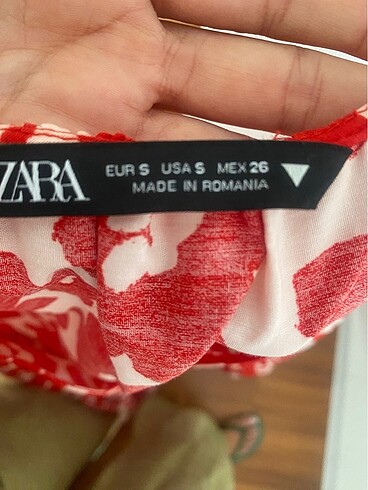 ZARA
EUR S USA S MEX 26
MADE IN ROMANIA